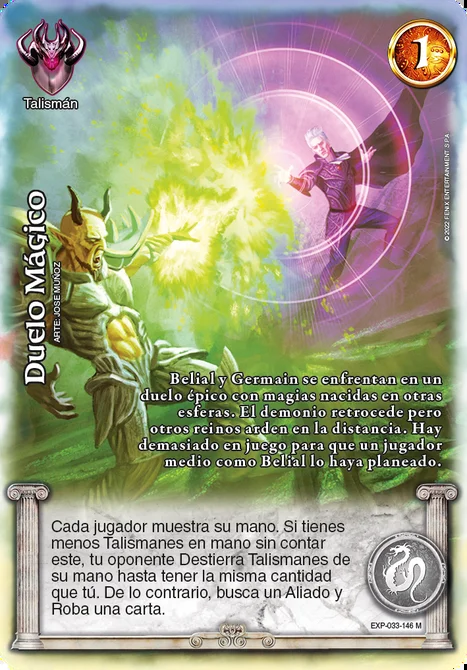 Talismán
1
© 2022 FENIX ENTERTAINMENT S.P.A.
Duelo Mágico
ARTE: JOSE MUÑOZ
Belial y Germain se enfrentan en un
duelo épico con magias nacidas en otras
esferas. El demonio retrocede pero
otros reinos arden en la distancia. Hay
demasiado en juego para que un jugador
medio como Belial lo haya planeado.
Cada jugador muestra su mano. Si tienes
menos Talismanes en mano sin contar
este, tu oponente Destierra Talismanes de
su mano hasta tener la misma cantidad
que tú. De lo contrario, busca un Aliado y
Roba una carta.
EXP-033-146 M